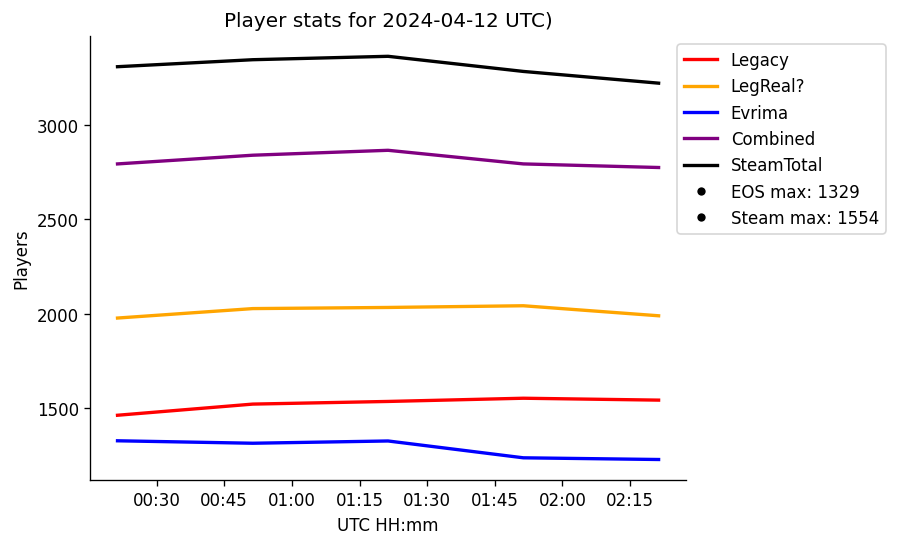 Player stats for 2024-04-12 UTC)
Legacy
LegReal?
Evrima
Combined
SteamTotal
EOS max: 1329
Steam max: 1554
Players
3000
2500
2000
1500
00:30 00:45 01:00 01:15 01:30 01:45 02:00 02:15
UTC HH:mm